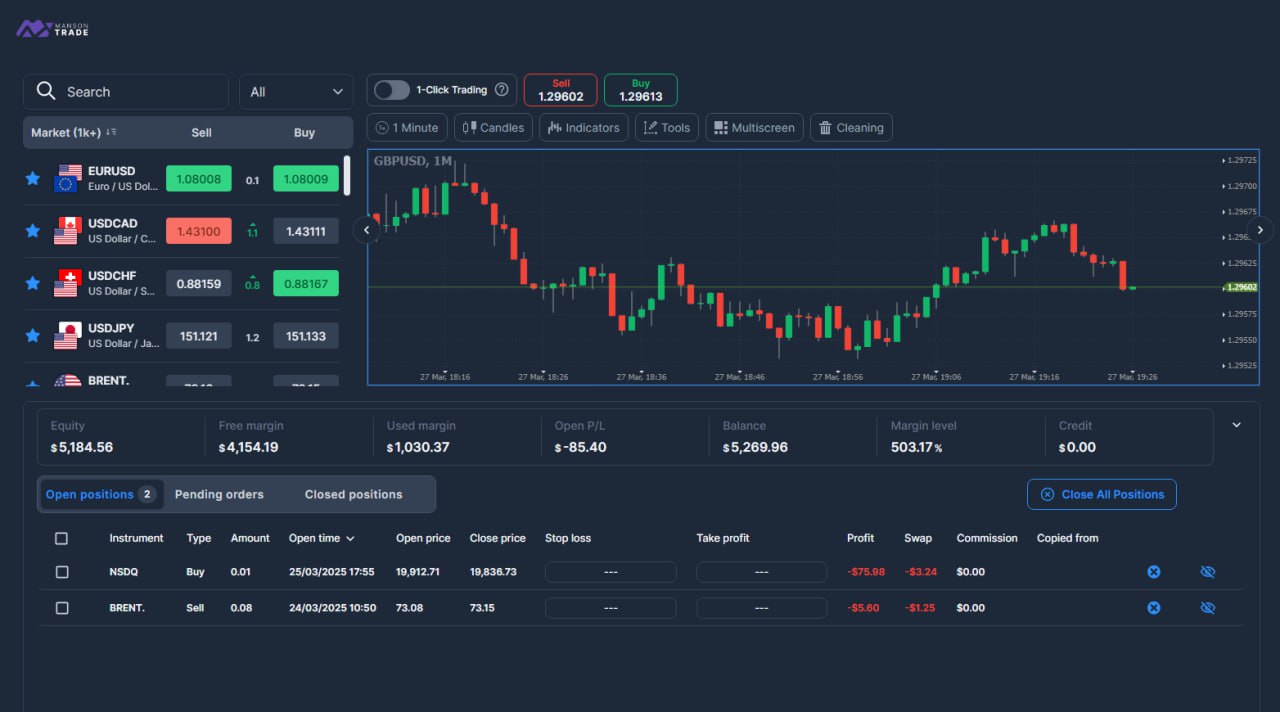 MANSON
TRADE
Search
All
1-Click Trading
Sell
1.29602
Buy
1.29613
Market (1k+) Sell Buy
1 Minute Candles Indicators Tools Multiscreen Cleaning
EURUSD
Euro / US Dol...
1.08008 0.1 1.08009
USDCAD
US Dollar / C...
1.43100 1.1 1.43111
USDCHF
US Dollar / S...
0.88159 0.8 0.88167
USDJPY
US Dollar / Ja...
151.121 1.2 151.133
BRENT.
GBPUSD, 1M
1.29725
1.29700
1.29675
1.29625
1.29602
1.29575
1.29550
1.29525
27 Mar, 18:16 27 Mar, 18:26 27 Mar, 18:36 27 Mar, 18:46 27 Mar, 18:56 27 Mar, 19:06 27 Mar, 19:16 27 Mar, 19:26
Equity Free margin Used margin Open P/L Balance Margin level Credit
$5,184.56 $4,154.19 $1,030.37 $-85.40 $5,269.96 503.17% $0.00
Open positions 2 Pending orders Closed positions Close All Positions
Instrument Type Amount Open time Open price Close price Stop loss Take profit Profit Swap Commission Copied from
NSDQ Buy 0.01 25/03/2025 17:55 19,912.71 19,836.73 --- --- -$75.98 -$3.24 $0.00
BRENT. Sell 0.08 24/03/2025 10:50 73.08 73.15 --- --- -$5.60 -$1.25 $0.00